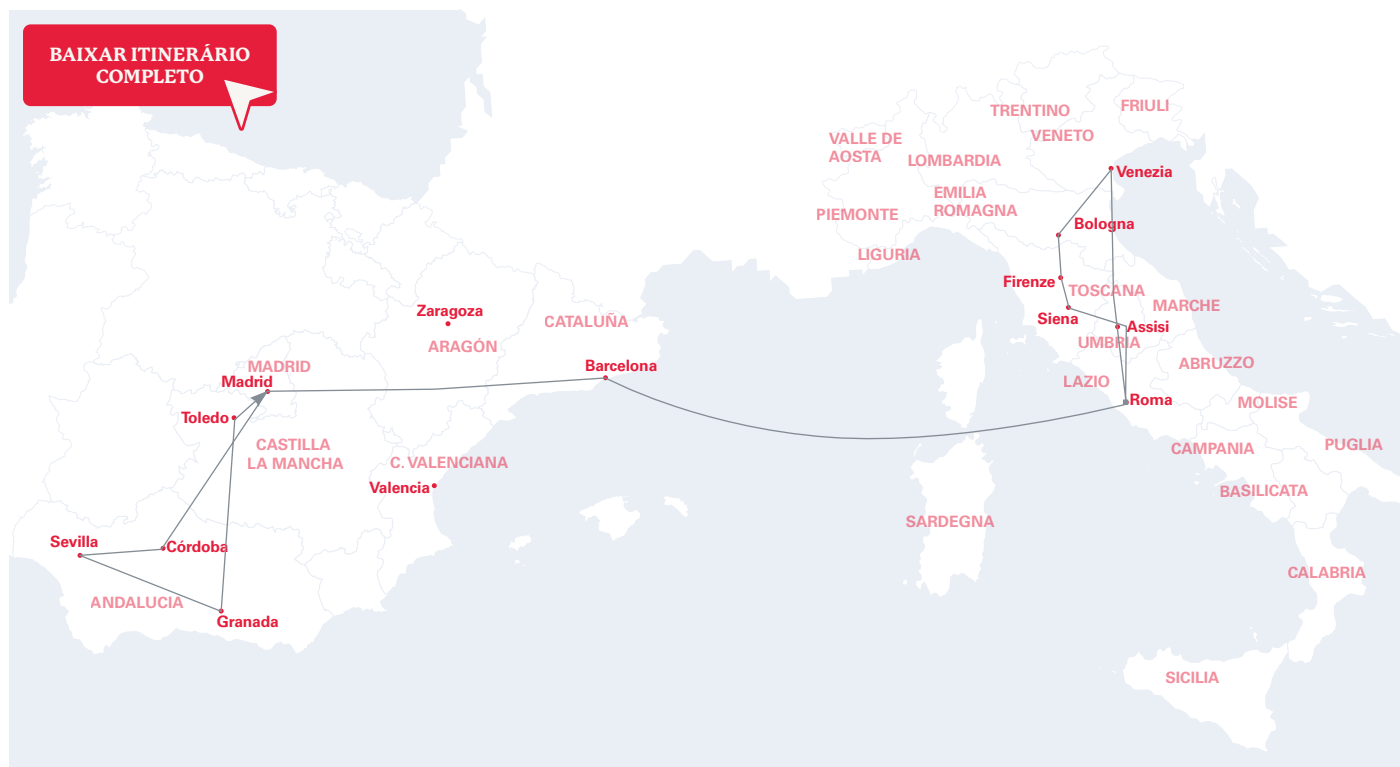 BAIXAR ITINERÁRIO
COMPLETO
TRENTINO
FRIULI
VENETO
VALLE DE
AOSTA
LOMBARDIA
Venezia
EMILIA
ROMAGNA
PIEMONTE
Bologna
LIGURIA
Firenze
TOSCANA
MARCHE
Zaragoza
CATALUÑA
Siena
Assisi
ARAGÓN
UMBRIA
MADRID
Barcelona
ABRUZZO
Madrid
LAZIO
Roma
MOLISE
Toledo
CASTILLA
LA MANCHA
C. VALENCIANA
CAMPANIA
PUGLIA
Valencia
BASILICATA
SARDEGNA
Sevilla
Córdoba
CALABRIA
ANDALUCIA
Granada
SICILIA